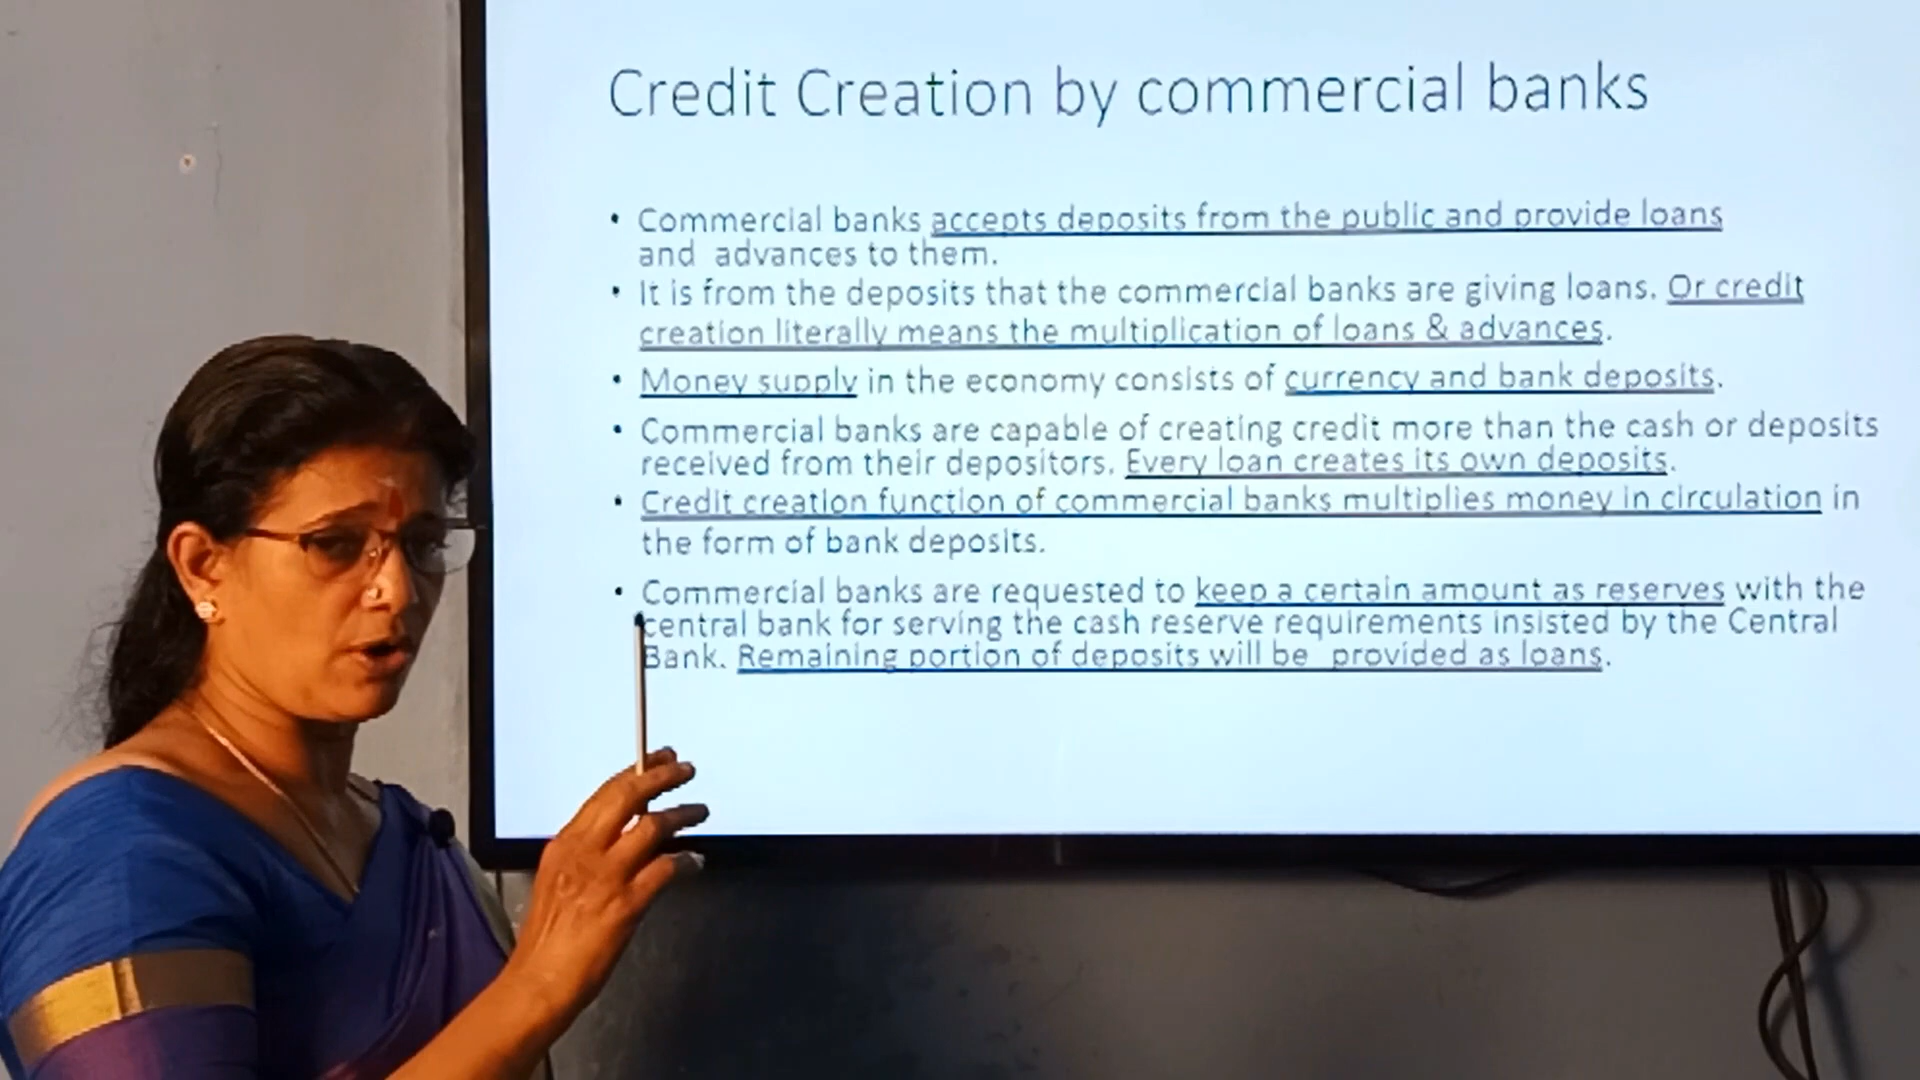 Credit Creation by commercial banks
• Commercial banks accepts deposits from the public and provide loans
and advances to them.
• It is from the deposits that the commercial banks are giving loans. Or credit
creation literally means the multiplication of loans & advances.
• Money supply in the economy consists of currency and bank deposits.
• Commercial banks are capable of creating credit more than the cash or deposits
received from their depositors. Every loan creates its own deposits.
• Credit creation function of commercial banks multiplies money in circulation in
the form of bank deposits.
• Commercial banks are requested to keep a certain amount as reserves with the
central bank for serving the cash reserve requirements insisted by the Central
Bank. Remaining portion of deposits will be provided as loans.